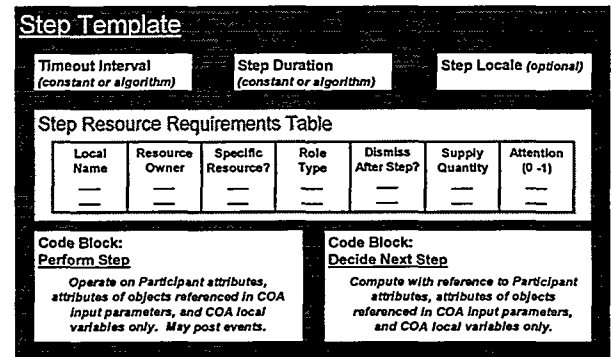 Step Template
Timeout Interval
(constant or algorithm)
Step Duration
(constant or algorithm)
Step Locale (optional)
Step Resource Requirements Table
Local Name
Resource Owner
Specific Resource?
Role Type
Dismiss After Step?
Supply Quantity
Attention (0 -1)
Code Block:
Perform Step
Operate on Participant attributes,
attributes of objects referenced in COA
input parameters, and COA local
variables only. May post events.
Code Block:
Decide Next Step
Compute with reference to Participant
attributes, attributes of objects
referenced in COA input parameters,
and COA local variables only.